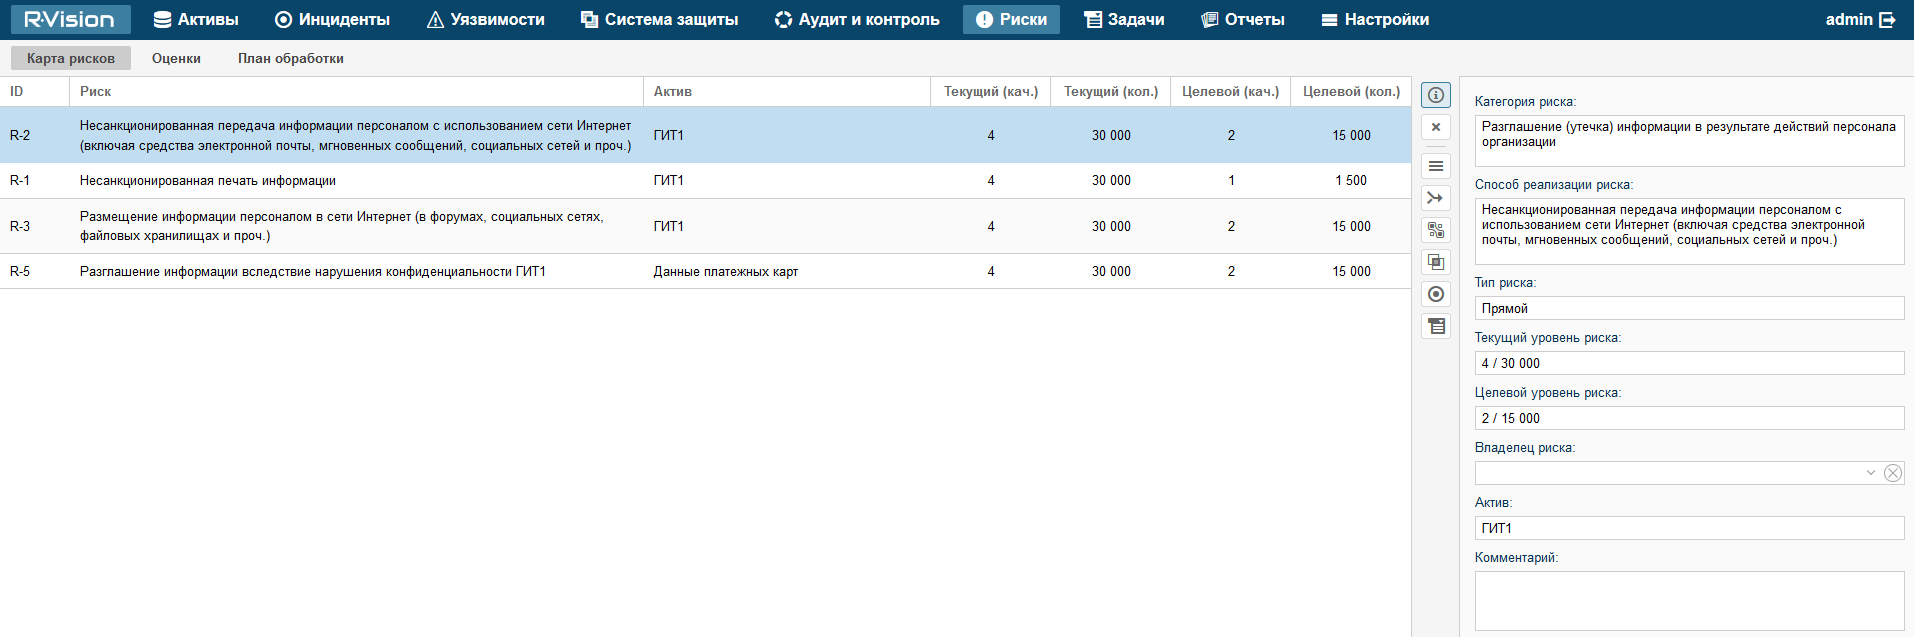 R-Vision Активы Инциденты Уязвимости Система защиты Аудит и контроль Риски Задачи Отчеты Настройки admin
Карта рисков Оценки План обработки
ID Риск Актив Текущий (кач.) Текущий (кол.) Целевой (кач.) Целевой (кол.)
R-2 Несанкционированная передача информации персоналом с использованием сети Интернет
(включая средства электронной почты, мгновенных сообщений, социальных сетей и проч.) ГИТ1 4 30 000 2 15 000
R-1 Несанкционированная печать информации ГИТ1 4 30 000 1 1 500
R-3 Размещение информации персоналом в сети Интернет (в форумах, социальных сетях,
файловых хранилищах и проч.) ГИТ1 4 30 000 2 15 000
R-5 Разглашение информации вследствие нарушения конфиденциальности ГИТ1 Данные платежных карт 4 30 000 2 15 000
Категория риска:
Разглашение (утечка) информации в результате действий персонала
организации
Способ реализации риска:
Несанкционированная передача информации персоналом с
использованием сети Интернет (включая средства электронной
почты, мгновенных сообщений, социальных сетей и проч.)
Тип риска:
Прямой
Текущий уровень риска:
4 / 30 000
Целевой уровень риска:
2 / 15 000
Владелец риска:
Актив:
ГИТ1
Комментарий: